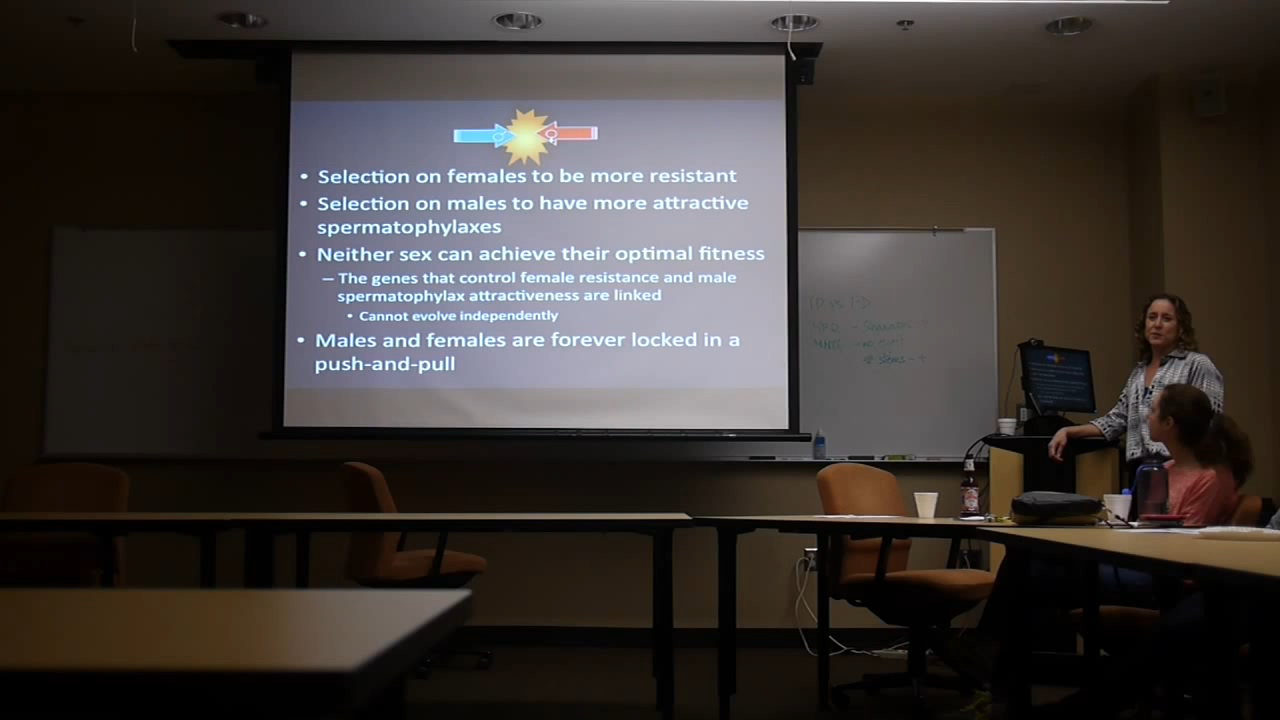 • Selection on females to be more resistant
• Selection on males to have more attractive
spermatophylaxes
• Neither sex can achieve their optimal fitness
– The genes that control female resistance and male
spermatophylax attractiveness are linked
• Cannot evolve independently
• Males and females are forever locked in a
push-and-pull